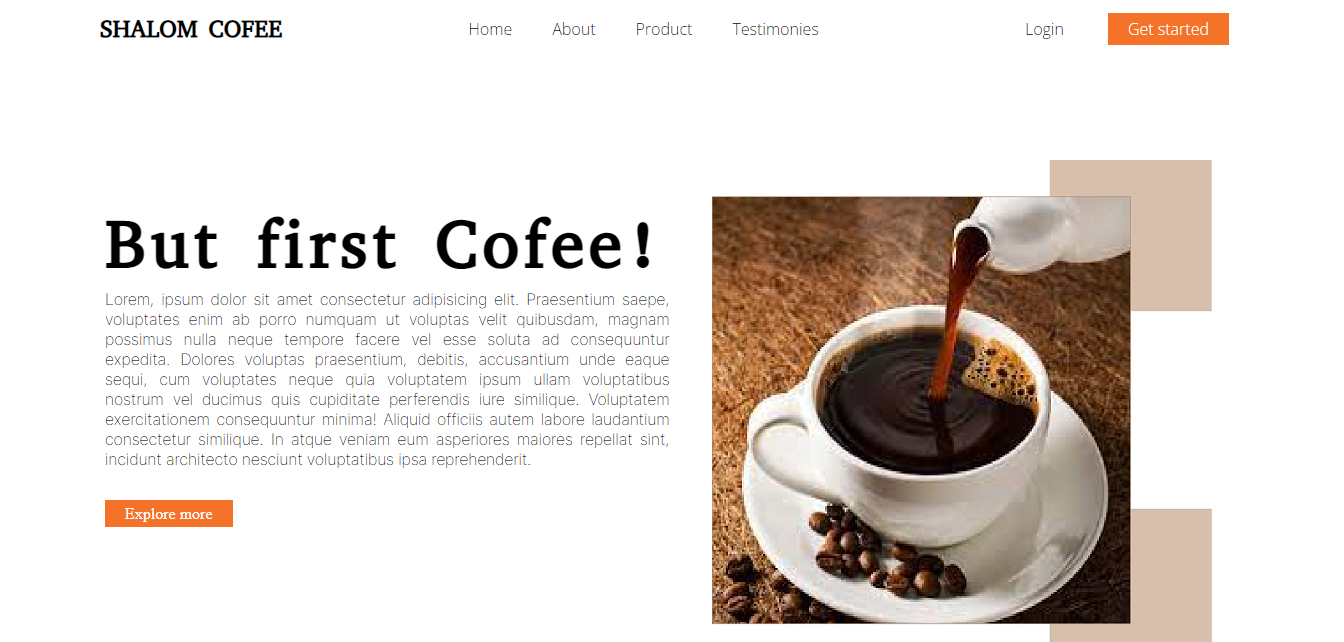 SHALOM COFEE
Home About Product Testimonies
Login Get started
But first Cofee!
Lorem, ipsum dolor sit amet consectetur adipisicing elit. Praesentium saepe,
voluptates enim ab porro numquam ut voluptas velit quibusdam, magnam
possimus nulla neque tempore facere vel esse soluta ad consequuntur
expedita. Dolores voluptas praesentium, debitis, accusantium unde eaque
sequi, cum voluptates neque quia voluptatem ipsum ullam voluptatibus
nostrum vel ducimus quis cupiditate perferendis iure similique. Voluptatem
exercitationem consequuntur minima! Aliquid officiis autem labore laudantium
consectetur similique. In atque veniam eum asperiores maiores repellat sint,
incidunt architecto nesciunt voluptatibus ipsa reprehenderit.
Explore more